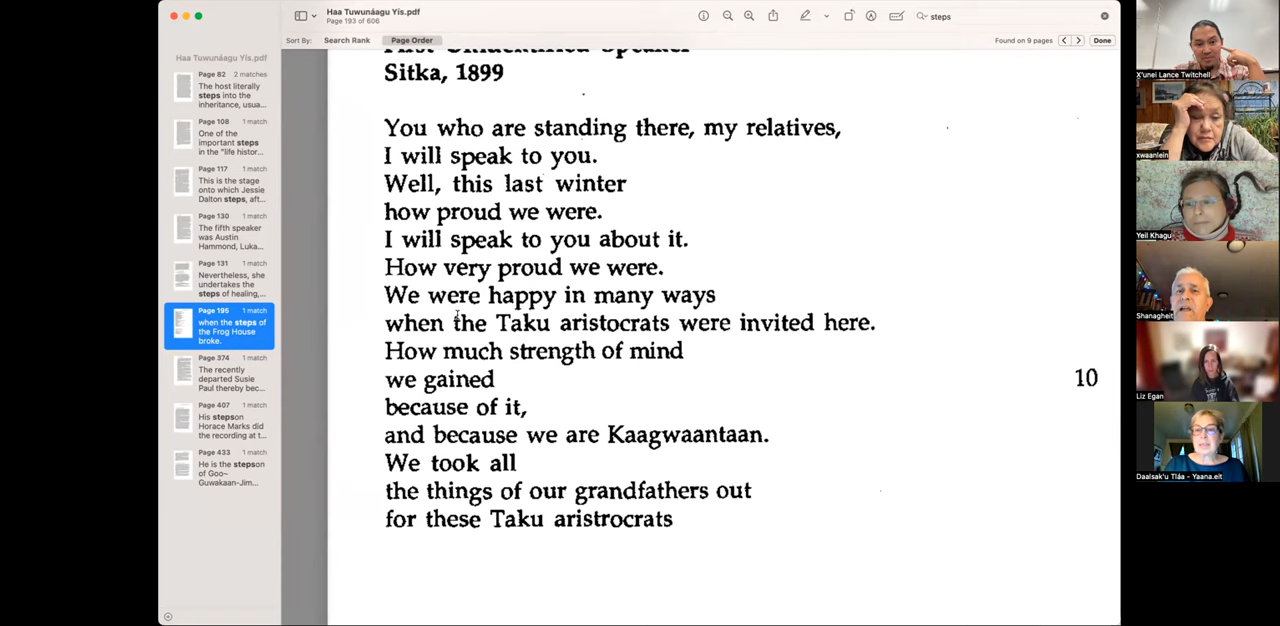 Haa Tuwunáagu Yís.pdf
Page 193 of 606
steps
Sort By:
Search Rank
Page Order
Found on 9 pages
Done
Haa Tuwunáagu Yís.pdf
Page 82 2 matches
The host literally
steps into the
inheritance, usua...
Page 108 1 match
One of the
important steps
in the "life histor...
Page 117 1 match
This is the stage
onto which Jessie
Dalton steps, aft...
Page 130 1 match
The fifth speaker
was Austin
Hammond, Luka...
Page 131 1 match
Nevertheless, she
undertakes the
steps of healing,...
Page 195 1 match
when the steps of
the Frog House
broke.
Page 374 1 match
The recently
departed Susie
Paul thereby bec...
Page 407 1 match
His stepson
Horace Marks did
the recording at t...
Page 433 1 match
He is the stepson
of Goo~
Guwakaan-Jim...
First Unidentified Speaker
Sitka, 1899
You who are standing there, my relatives,
I will speak to you.
Well, this last winter
how proud we were.
I will speak to you about it.
How very proud we were.
We were happy in many ways
when the Taku aristocrats were invited here.
How much strength of mind
we gained
10
because of it,
and because we are Kaagwaantaan.
We took all
the things of our grandfathers out
for these Taku aristrocrats
X'unei Lance Twitchell
xwaanlein
Yeil Khagu
Shanagheit
Liz Egan
Daalsak'u Tláa - Yaana.eit